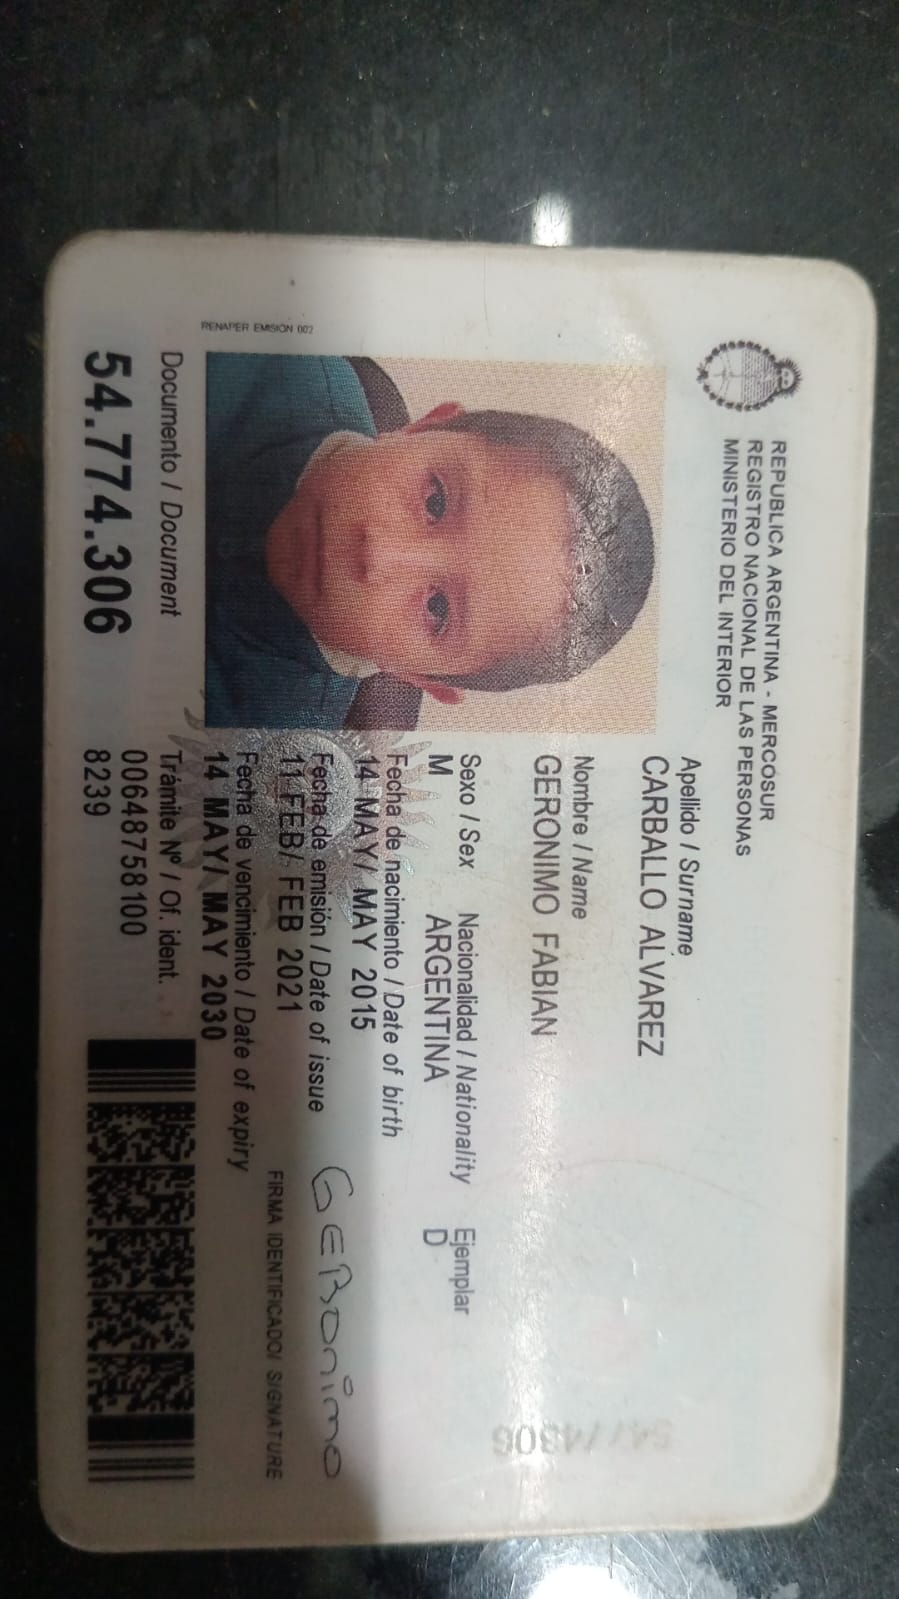 REPUBLICA ARGENTINA - MERCOSUR
REGISTRO NACIONAL DE LAS PERSONAS
MINISTERIO DEL INTERIOR
Apellido / Surname
CARBALLO ALVAREZ
Nombre / Name
GERONIMO FABIAN
Sexo / Sex Nacionalidad / Nationality Ejemplar
M ARGENTINA D
Fecha de nacimiento / Date of birth
14 MAY/ MAY 2015
Fecha de emisión / Date of issue
11 FEB/ FEB 2021
Fecha de vencimiento / Date of expiry
14 MAY/ MAY 2030
GERONIMO
FIRMA IDENTIFICADO/ SIGNATURE
RENAPER EMISIÓN 002
Documento / Document
54.774.306
Trámite Nº / Of. ident.
00648758100
8239